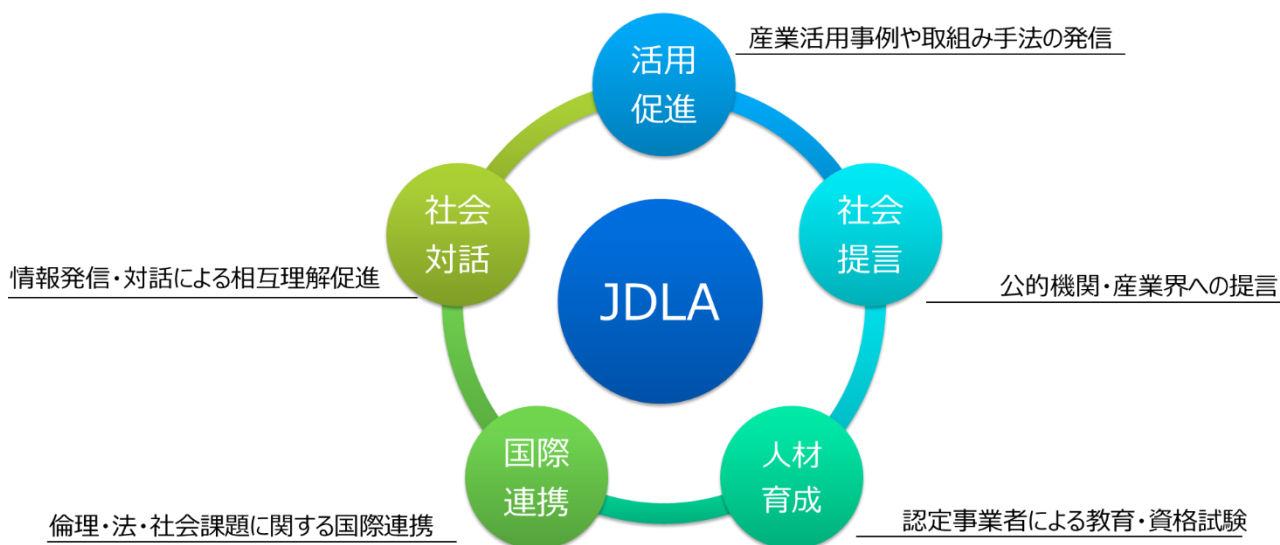 産業活用事例や取組み手法の発信
活用
促進
社会
対話
社会
提言
情報発信・対話による相互理解促進
公的機関・産業界への提言
JDLA
国際
連携
人材
育成
倫理・法・社会課題に関する国際連携
認定事業者による教育・資格試験